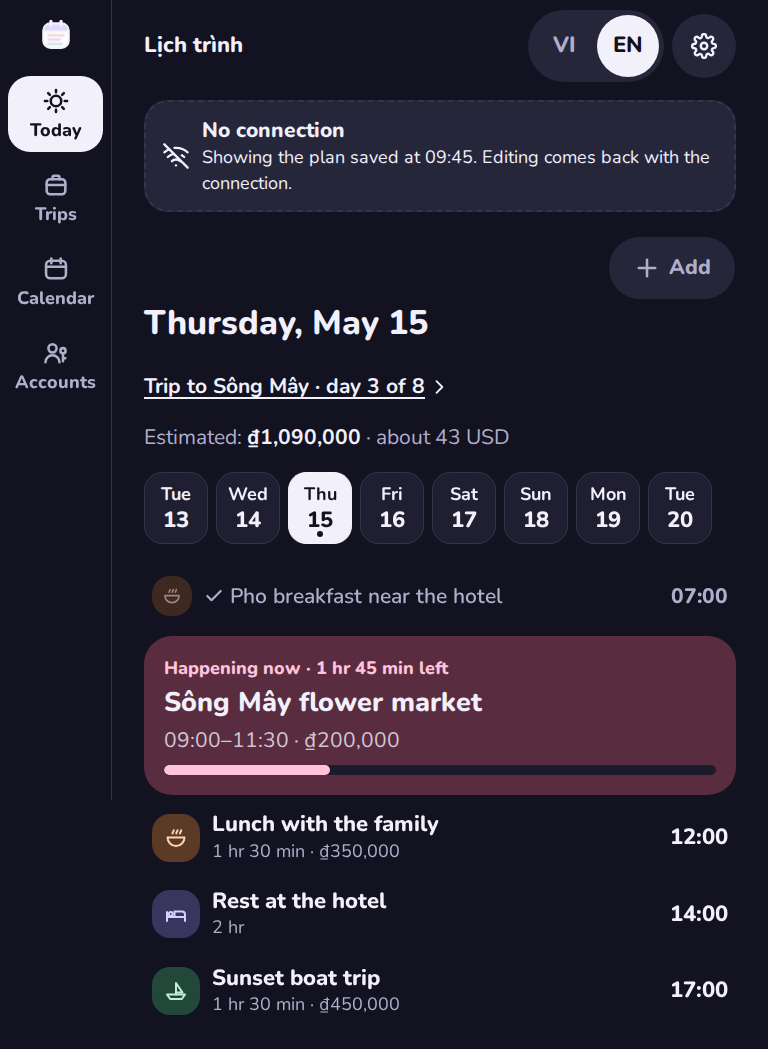 Lịch trình
VI
EN
Today
Trips
Calendar
Accounts
No connection
Showing the plan saved at 09:45. Editing comes back with the
connection.
Add
Thursday, May 15
Trip to Sông Mây · day 3 of 8
Estimated: ₫1,090,000 · about 43 USD
Tue 13
Wed 14
Thu 15
Fri 16
Sat 17
Sun 18
Mon 19
Tue 20
Pho breakfast near the hotel 07:00
Happening now · 1 hr 45 min left
Sông Mây flower market
09:00–11:30 · ₫200,000
Lunch with the family 12:00
1 hr 30 min · ₫350,000
Rest at the hotel 14:00
2 hr
Sunset boat trip 17:00
1 hr 30 min · ₫450,000